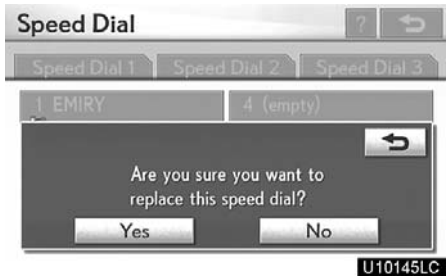 Speed Dial ?
Speed Dial 1 Speed Dial 2 Speed Dial 3
1 EMIRY 4 (empty)
Are you sure you want to
replace this speed dial?
Yes No
U10145LC